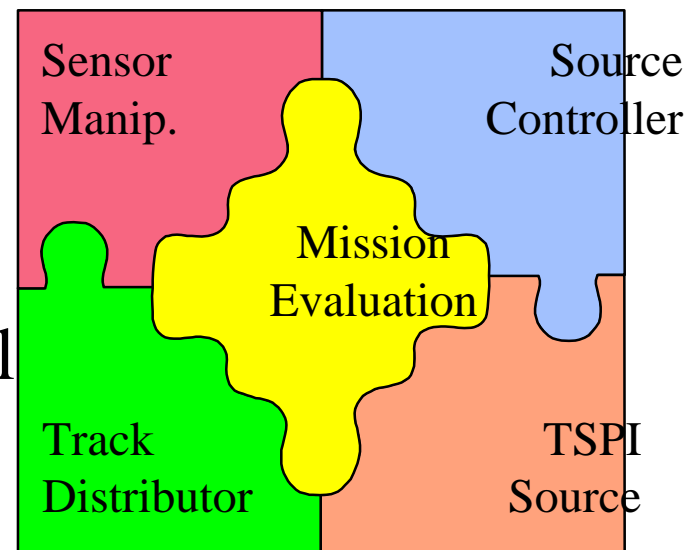 Sensor
Manip.
Source
Controller
Mission
Evaluation
l
Track
Distributor
TSPI
Source